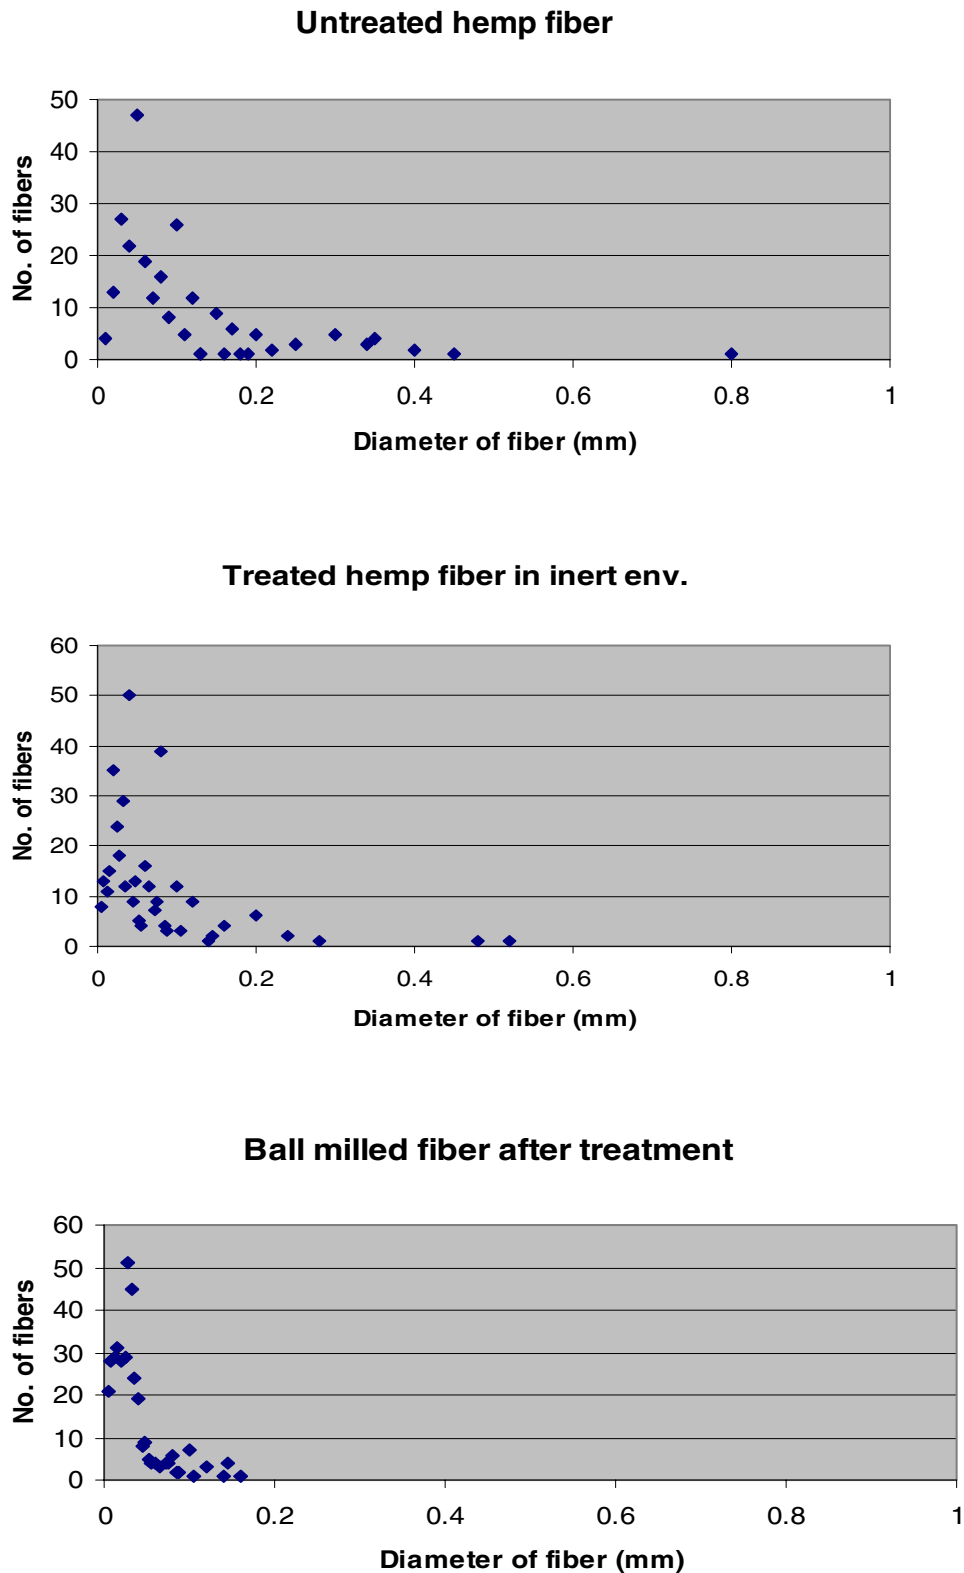 Untreated hemp fiber
50
40
30
20
10
0
No. of fibers
0 0.2 0.4 0.6 0.8 1
Diameter of fiber (mm)
Treated hemp fiber in inert env.
60
50
40
30
20
10
0
No. of fibers
0 0.2 0.4 0.6 0.8 1
Diameter of fiber (mm)
Ball milled fiber after treatment
60
50
40
30
20
10
0
No. of fibers
0 0.2 0.4 0.6 0.8 1
Diameter of fiber (mm)